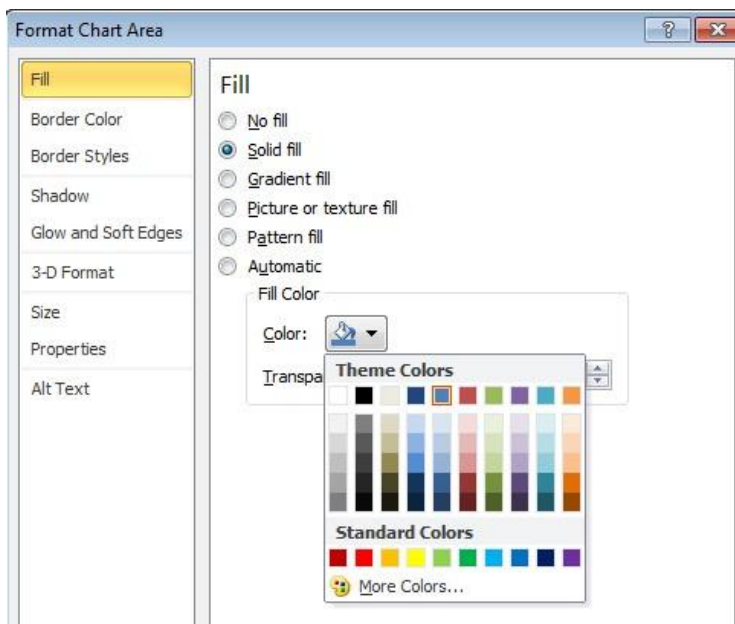 Format Chart Area
Fill
Border Color
Border Styles
Shadow
Glow and Soft Edges
3-D Format
Size
Properties
Alt Text
Fill
No fill
Solid fill
Gradient fill
Picture or texture fill
Pattern fill
Automatic
Fill Color
Color:
Transpa
Theme Colors
Standard Colors
More Colors...